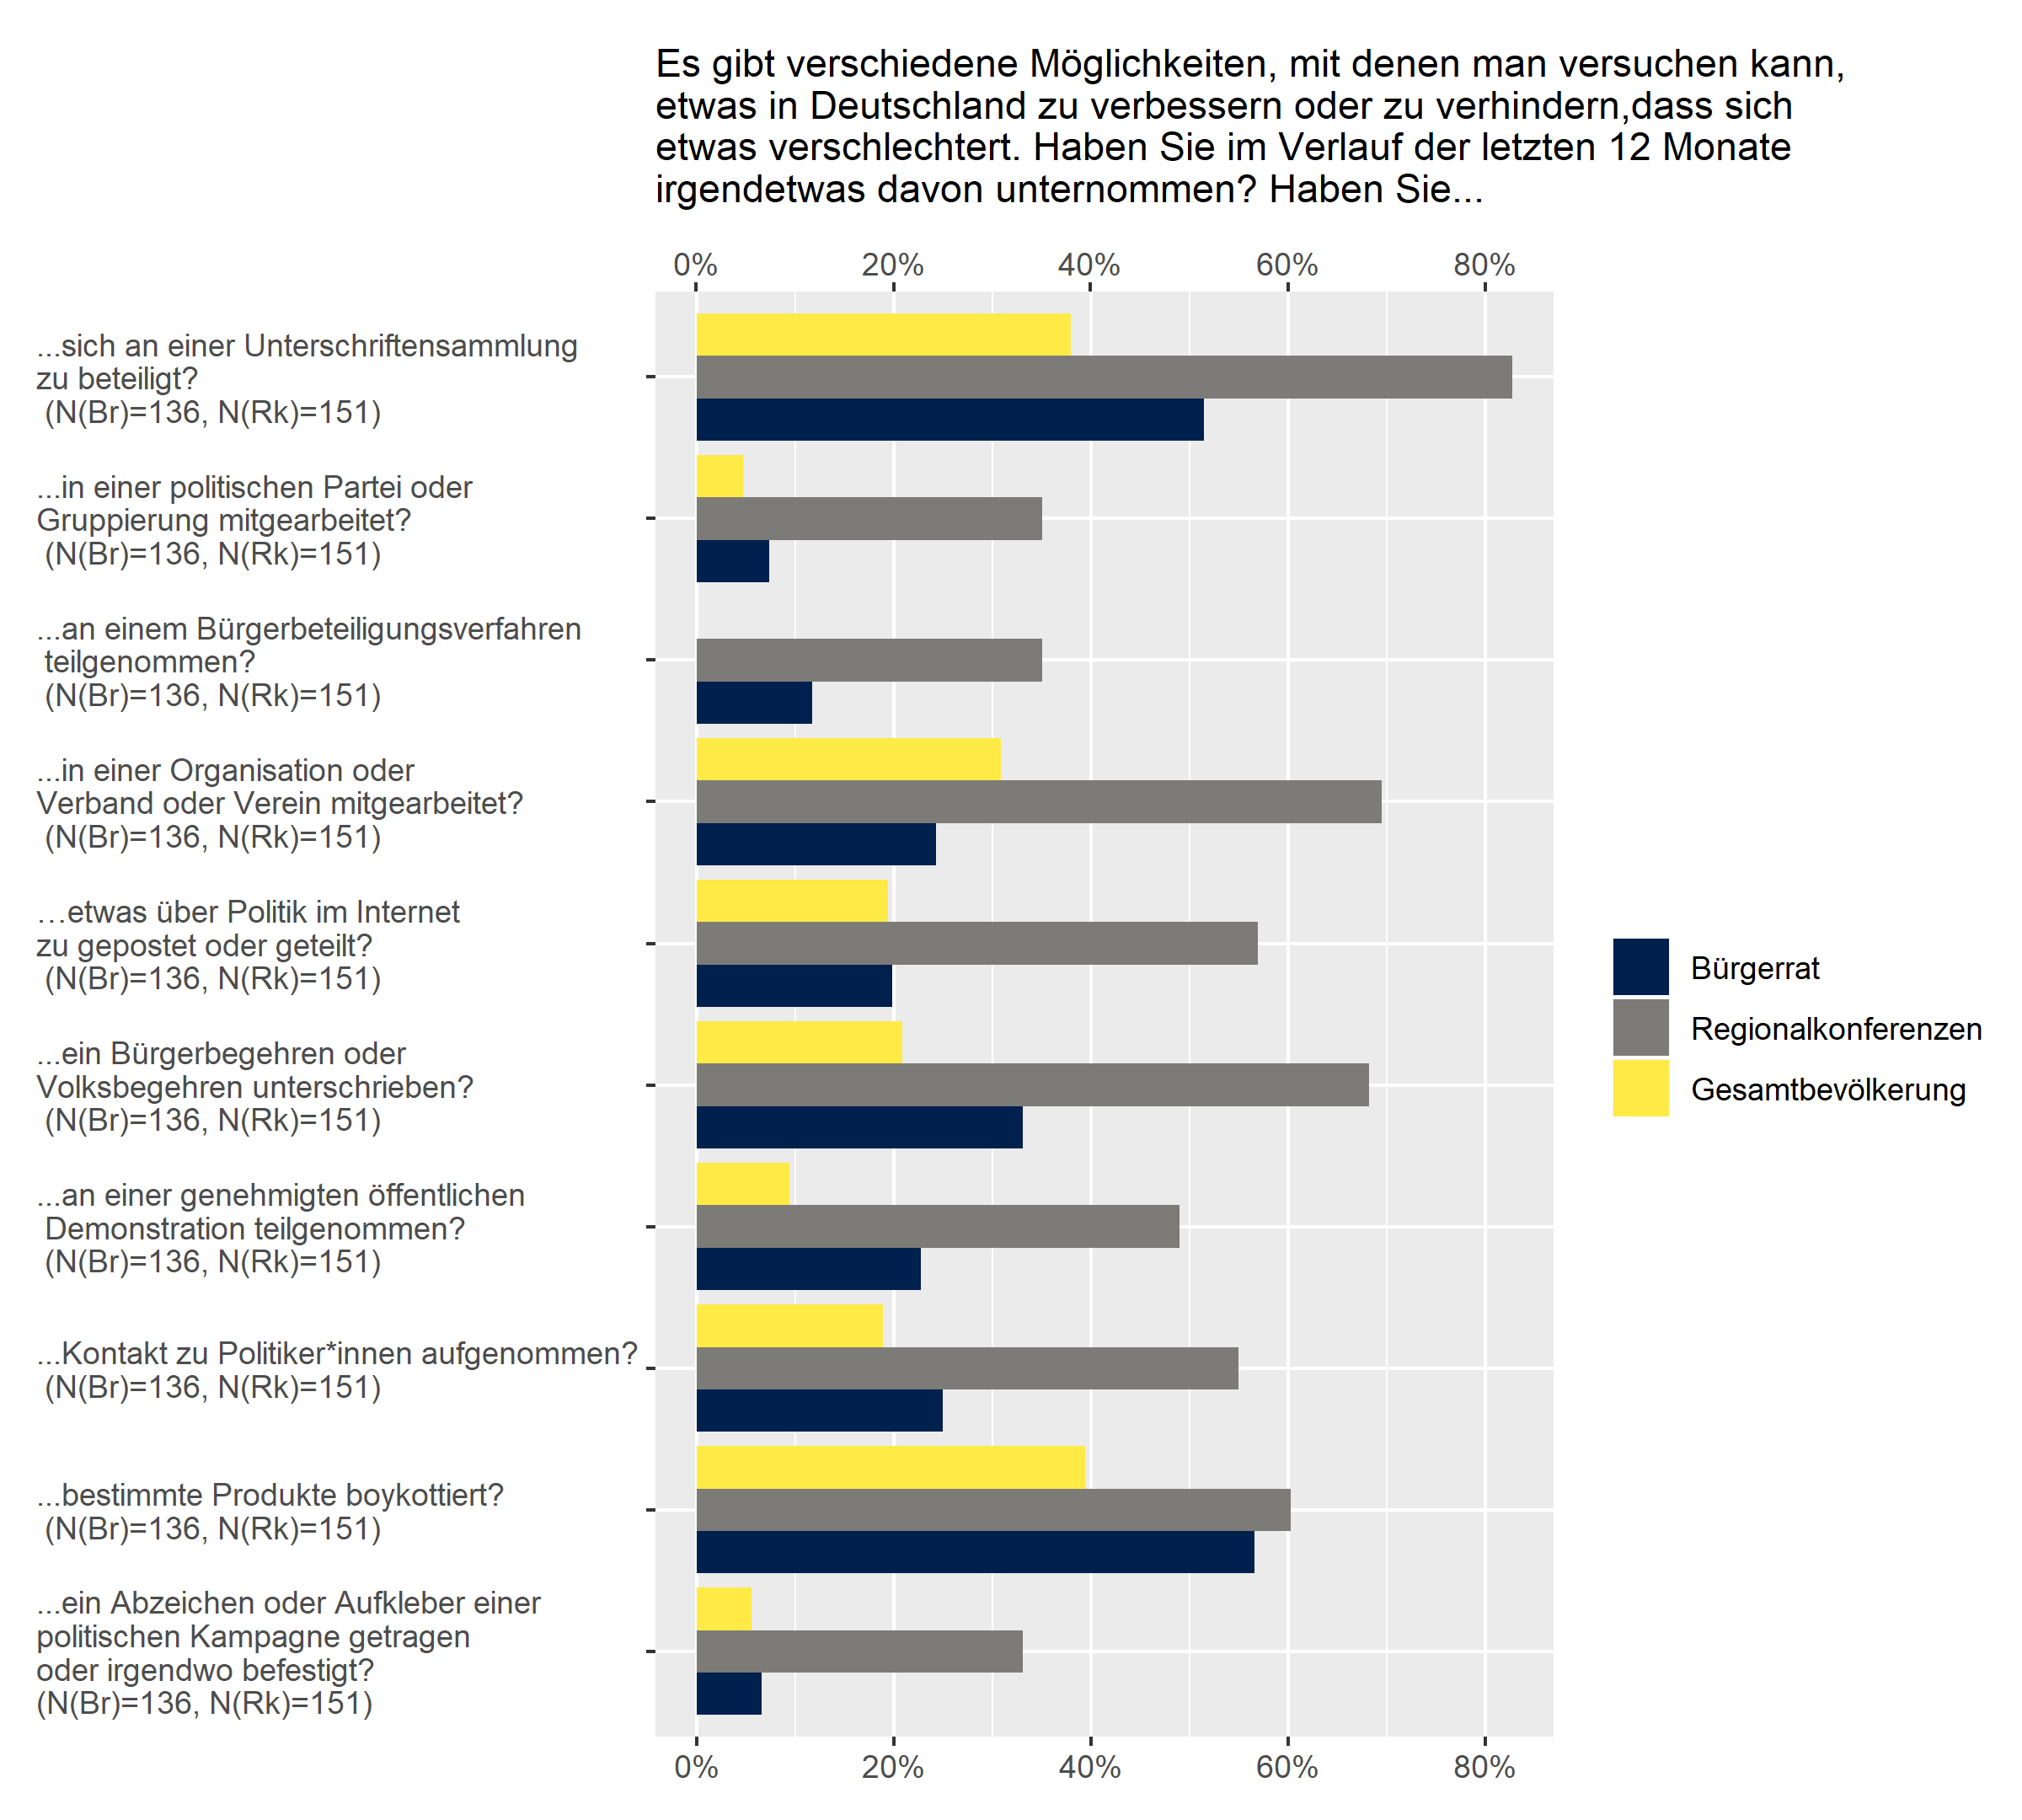 Es gibt verschiedene Möglichkeiten, mit denen man versuchen kann,
etwas in Deutschland zu verbessern oder zu verhindern,dass sich
etwas verschlechtert. Haben Sie im Verlauf der letzten 12 Monate
irgendetwas davon unternommen? Haben Sie...
0% 20% 40% 60% 80%
...sich an einer Unterschriftensammlung
zu beteiligt?
(N(Br)=136, N(Rk)=151)
...in einer politischen Partei oder
Gruppierung mitgearbeitet?
(N(Br)=136, N(Rk)=151)
...an einem Bürgerbeteiligungsverfahren
teilgenommen?
(N(Br)=136, N(Rk)=151)
...in einer Organisation oder
Verband oder Verein mitgearbeitet?
(N(Br)=136, N(Rk)=151)
…etwas über Politik im Internet
zu gepostet oder geteilt?
(N(Br)=136, N(Rk)=151)
...ein Bürgerbegehren oder
Volksbegehren unterschrieben?
(N(Br)=136, N(Rk)=151)
...an einer genehmigten öffentlichen
Demonstration teilgenommen?
(N(Br)=136, N(Rk)=151)
...Kontakt zu Politiker*innen aufgenommen?
(N(Br)=136, N(Rk)=151)
...bestimmte Produkte boykottiert?
(N(Br)=136, N(Rk)=151)
...ein Abzeichen oder Aufkleber einer
politischen Kampagne getragen
oder irgendwo befestigt?
(N(Br)=136, N(Rk)=151)
0% 20% 40% 60% 80%
Bürgerrat
Regionalkonferenzen
Gesamtbevölkerung